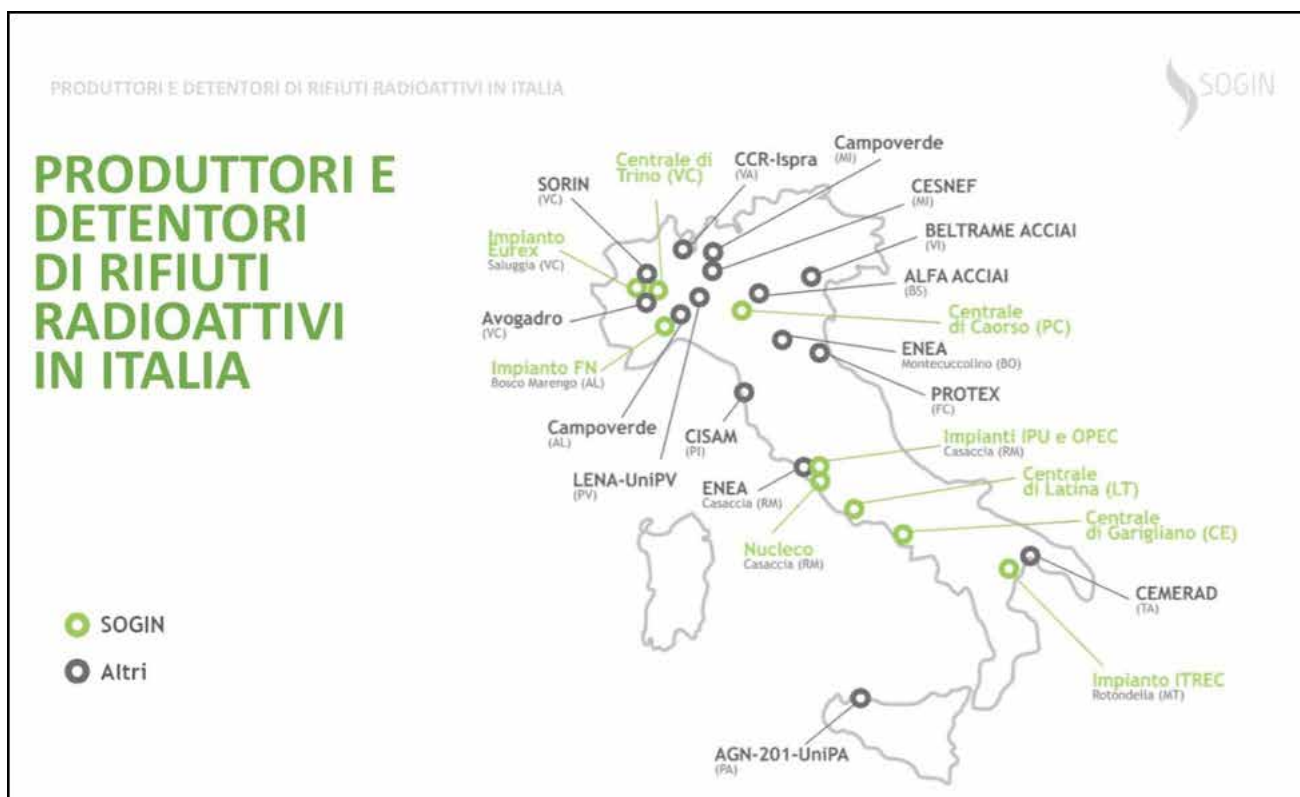 PRODUTTORI E DETENTORI DI RIFIUTI RADIOATTIVI IN ITALIA
SOGIN
PRODUTTORI E
DETENTORI
DI RIFIUTI
RADIOATTIVI
IN ITALIA
Centrale di
Trino (VC)
CCR-Ispra
(VA)
Campoverde
(MI)
SORIN
(VC)
CESNEF
(MI)
Impianto
Eurex
Saluggia (VC)
BELTRAME ACCIAI
(VI)
ALFA ACCIAI
(BS)
Avogadro
(VC)
Centrale
di Caorso (PC)
Impianto FN
Bosco Marengo (AL)
ENEA
Montecuccolino (BO)
PROTEX
(FC)
Campoverde
(AL)
CISAM
(PI)
Impianti IPU e OPEC
Casaccia (RM)
LENA-UniPV
(PV)
ENEA
Casaccia (RM)
Centrale
di Latina (LT)
Centrale
di Garigliano (CE)
Nucleco
Casaccia (RM)
CEMERAD
(TA)
SOGIN
Altri
Impianto ITREC
Rotondella (MT)
AGN-201-UniPA
(PA)